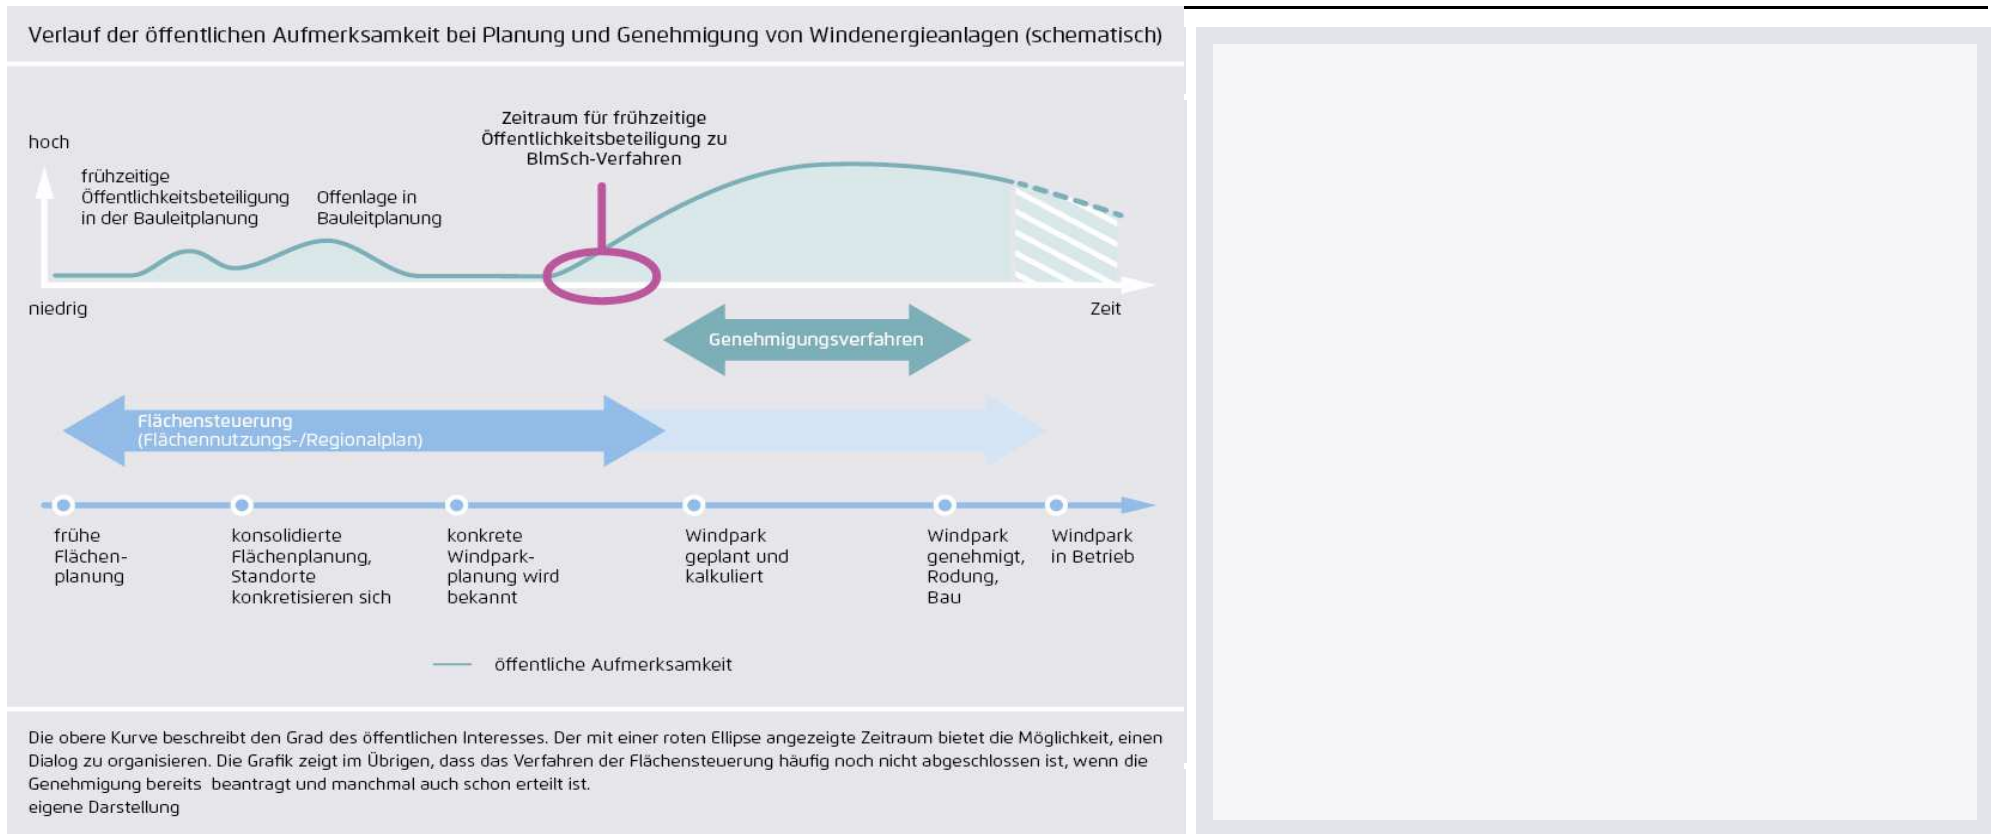 Verlauf der öffentlichen Aufmerksamkeit bei Planung und Genehmigung von Windenergieanlagen (schematisch)
Zeitraum für frühzeitige
Öffentlichkeitsbeteiligung zu
BlmSch-Verfahren
hoch
frühzeitige
Öffentlichkeitsbeteiligung
in der Bauleitplanung
Offenlage in
Bauleitplanung
niedrig
Zeit
Genehmigungsverfahren
Flächensteuerung
(Flächennutzungs-/Regionalplan)
frühe
Flächen-
planung
konsolidierte
Flächenplanung,
Standorte
konkretisieren sich
konkrete
Windpark-
planung wird
bekannt
Windpark
geplant und
kalkuliert
Windpark
genehmigt,
Rodung,
Bau
Windpark
in Betrieb
öffentliche Aufmerksamkeit
Die obere Kurve beschreibt den Grad des öffentlichen Interesses. Der mit einer roten Ellipse angezeigte Zeitraum bietet die Möglichkeit, einen
Dialog zu organisieren. Die Grafik zeigt im Übrigen, dass das Verfahren der Flächensteuerung häufig noch nicht abgeschlossen ist, wenn die
Genehmigung bereits beantragt und manchmal auch schon erteilt ist.
eigene Darstellung